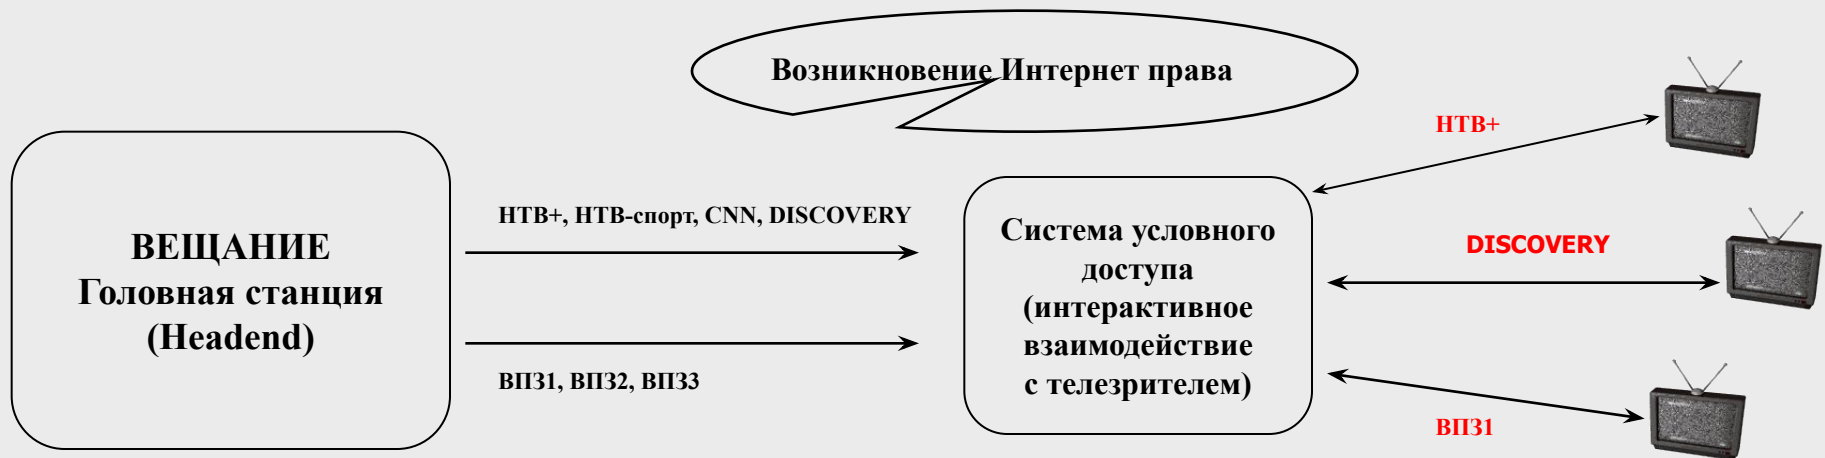 Возникновение Интернет права
НТВ+
ВЕЩАНИЕ
Головная станция
(Headend)
НТВ+, НТВ-спорт, CNN, DISCOVERY
ВПЗ1, ВПЗ2, ВПЗ3
Система условного
доступа
(интерактивное
взаимодействие
с телезрителем)
DISCOVERY
ВПЗ1